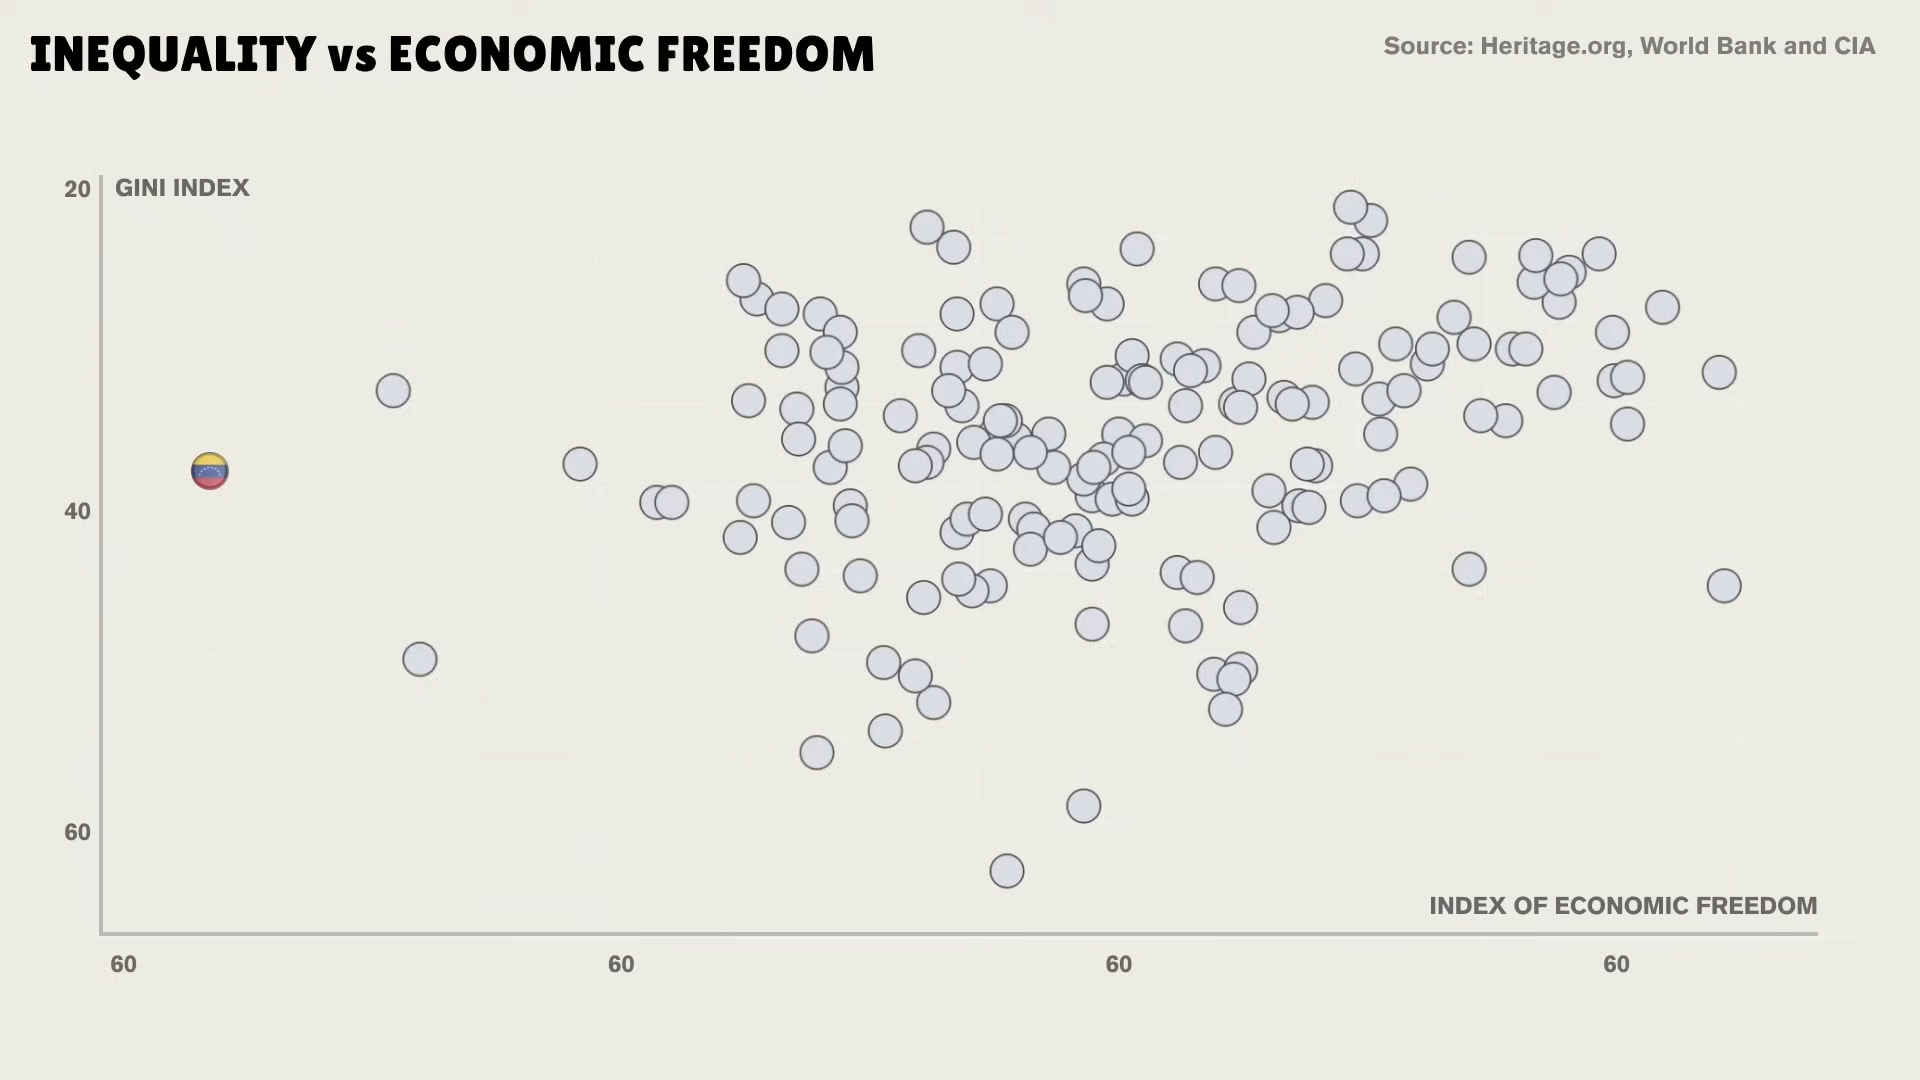 INEQUALITY vs ECONOMIC FREEDOM
Source: Heritage.org, World Bank and CIA
20
GINI INDEX
40
60
INDEX OF ECONOMIC FREEDOM
60
60
60
60